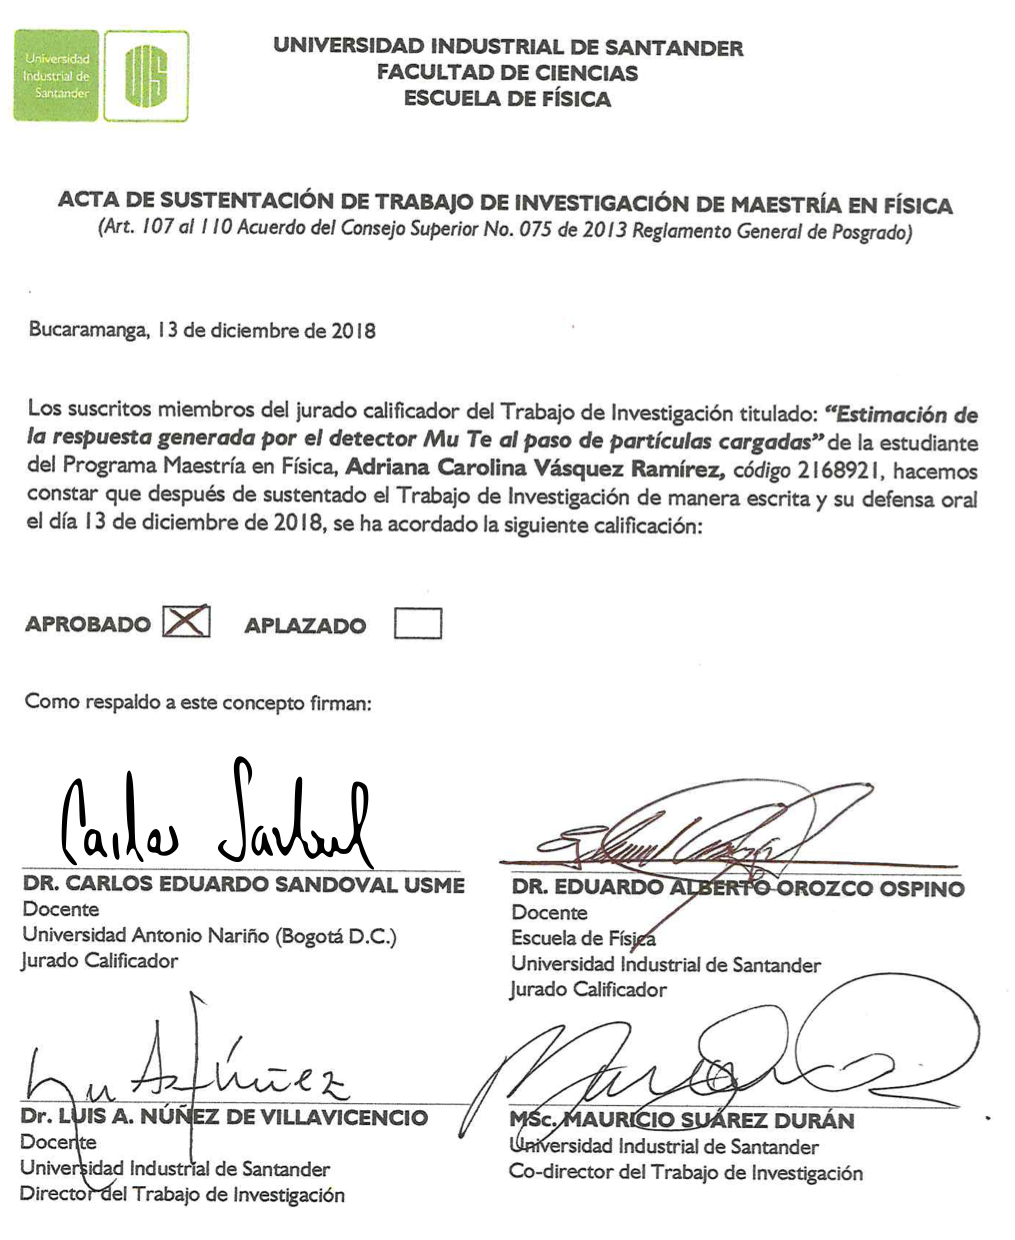 Universidad
Industrial de
Santander
UIS
UNIVERSIDAD INDUSTRIAL DE SANTANDER
FACULTAD DE CIENCIAS
ESCUELA DE FÍSICA
ACTA DE SUSTENTACIÓN DE TRABAJO DE INVESTIGACIÓN DE MAESTRÍA EN FÍSICA
(Art. 107 al 110 Acuerdo del Consejo Superior No. 075 de 2013 Reglamento General de Posgrado)
Bucaramanga, 13 de diciembre de 2018
Los suscritos miembros del jurado calificador del Trabajo de Investigación titulado: “Estimación de
la respuesta generada por el detector Mu Te al paso de partículas cargadas” de la estudiante
del Programa Maestría en Física, Adriana Carolina Vásquez Ramírez, código 2168921, hacemos
constar que después de sustentado el Trabajo de Investigación de manera escrita y su defensa oral
el día 13 de diciembre de 2018, se ha acordado la siguiente calificación:
APROBADO X APLAZADO
Como respaldo a este concepto firman:
Carlos Sandoval
DR. CARLOS EDUARDO SANDOVAL USME
Docente
Universidad Antonio Nariño (Bogotá D.C.)
Jurado Calificador
DR. EDUARDO ALBERTO OROZCO OSPINO
Docente
Escuela de Física
Universidad Industrial de Santander
Jurado Calificador
Núñez
Dr. LUIS A. NÚÑEZ DE VILLAVICENCIO
Docente
Universidad Industrial de Santander
Director del Trabajo de Investigación
MSc. MAURICIO SUÁREZ DURÁN
Universidad Industrial de Santander
Co-director del Trabajo de Investigación